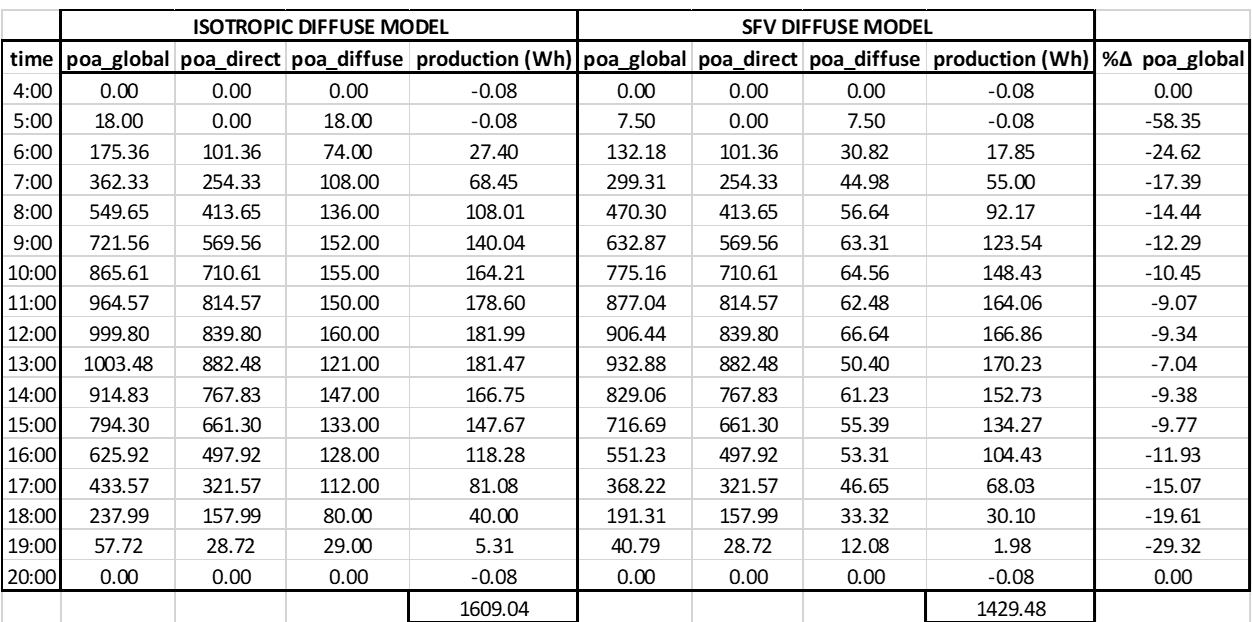 ISOTROPIC DIFFUSE MODEL SFV DIFFUSE MODEL
time poa_global poa_direct poa_diffuse production (Wh) poa_global poa_direct poa_diffuse production (Wh) %Δ poa_global
4:00 0.00 0.00 0.00 -0.08 0.00 0.00 0.00 -0.08 0.00
5:00 18.00 0.00 18.00 -0.08 7.50 0.00 7.50 -0.08 -58.35
6:00 175.36 101.36 74.00 27.40 132.18 101.36 30.82 17.85 -24.62
7:00 362.33 254.33 108.00 68.45 299.31 254.33 44.98 55.00 -17.39
8:00 549.65 413.65 136.00 108.01 470.30 413.65 56.64 92.17 -14.44
9:00 721.56 569.56 152.00 140.04 632.87 569.56 63.31 123.54 -12.29
10:00 865.61 710.61 155.00 164.21 775.16 710.61 64.56 148.43 -10.45
11:00 964.57 814.57 150.00 178.60 877.04 814.57 62.48 164.06 -9.07
12:00 999.80 839.80 160.00 181.99 906.44 839.80 66.64 166.86 -9.34
13:00 1003.48 882.48 121.00 181.47 932.88 882.48 50.40 170.23 -7.04
14:00 914.83 767.83 147.00 166.75 829.06 767.83 61.23 152.73 -9.38
15:00 794.30 661.30 133.00 147.67 716.69 661.30 55.39 134.27 -9.77
16:00 625.92 497.92 128.00 118.28 551.23 497.92 53.31 104.43 -11.93
17:00 433.57 321.57 112.00 81.08 368.22 321.57 46.65 68.03 -15.07
18:00 237.99 157.99 80.00 40.00 191.31 157.99 33.32 30.10 -19.61
19:00 57.72 28.72 29.00 5.31 40.79 28.72 12.08 1.98 -29.32
20:00 0.00 0.00 0.00 -0.08 0.00 0.00 0.00 -0.08 0.00
1609.04 1429.48